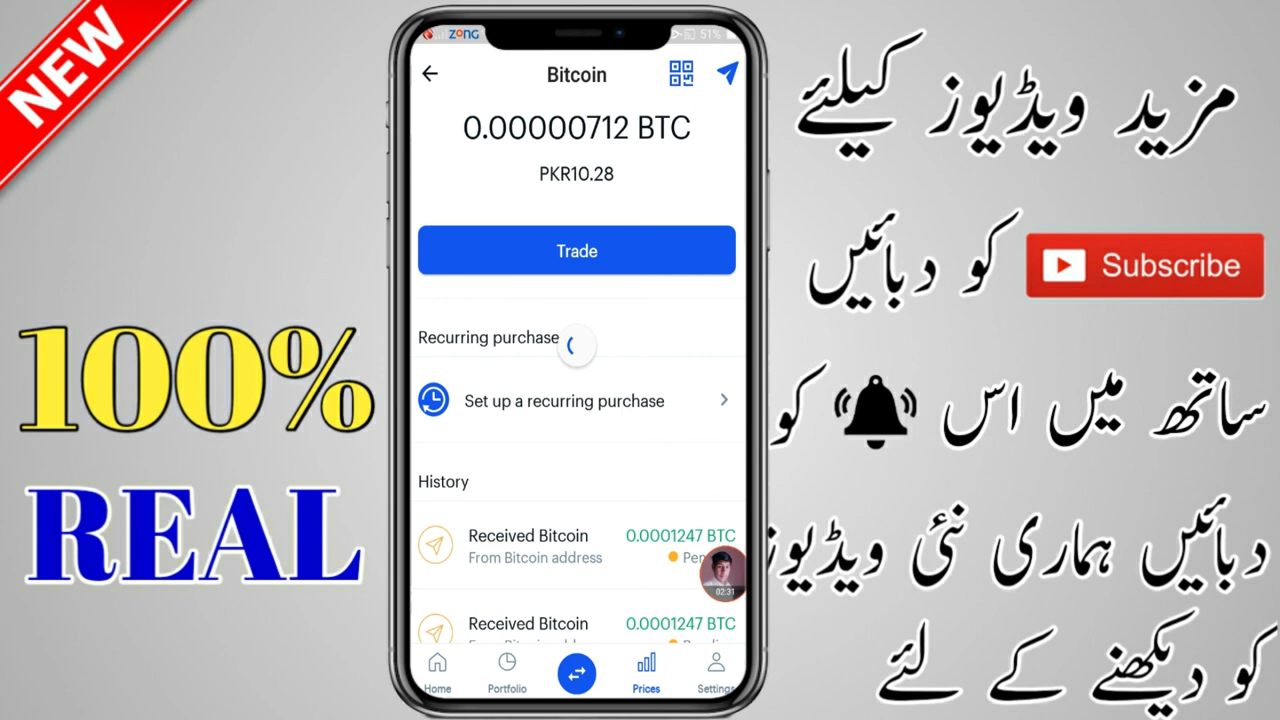 NEW
100%
REAL
ZONG
51%
Bitcoin
0.00000712 BTC
PKR10.28
Trade
Recurring purchase
Set up a recurring purchase
History
Received Bitcoin 0.0001247 BTC
From Bitcoin address
02:31
Received Bitcoin 0.0001247 BTC
Home Portfolio Prices Settings
مزید ویڈیوز کیلئے
Subscribe کو دبائیں
ساتھ میں اس کو
دبائیں ہماری نئی ویڈیوز
کو دیکھنے کے لئے